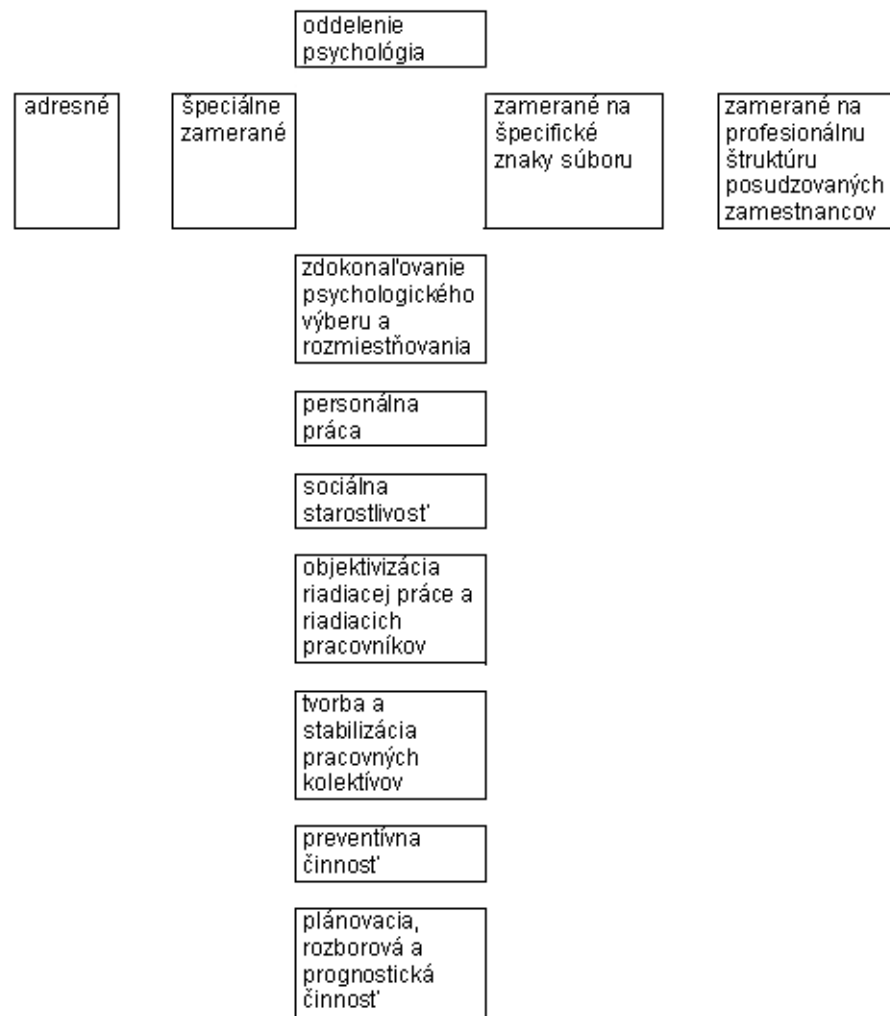 oddelenie
psychológia
adresné
špeciálne
zamerané
zamerané na
špecifické
znaky súboru
zamerané na
profesionálnu
štruktúru
posudzovaných
zamestnancov
zdokonaľovanie
psychologického
výberu a
rozmiestňovania
personálna
práca
sociálna
starostlivosť
objektivizácia
riadiacej práce a
riadiacich
pracovníkov
tvorba a
stabilizácia
pracovných
kolektívov
preventívna
činnosť
plánovacia,
rozborová a
prognostická
činnosť